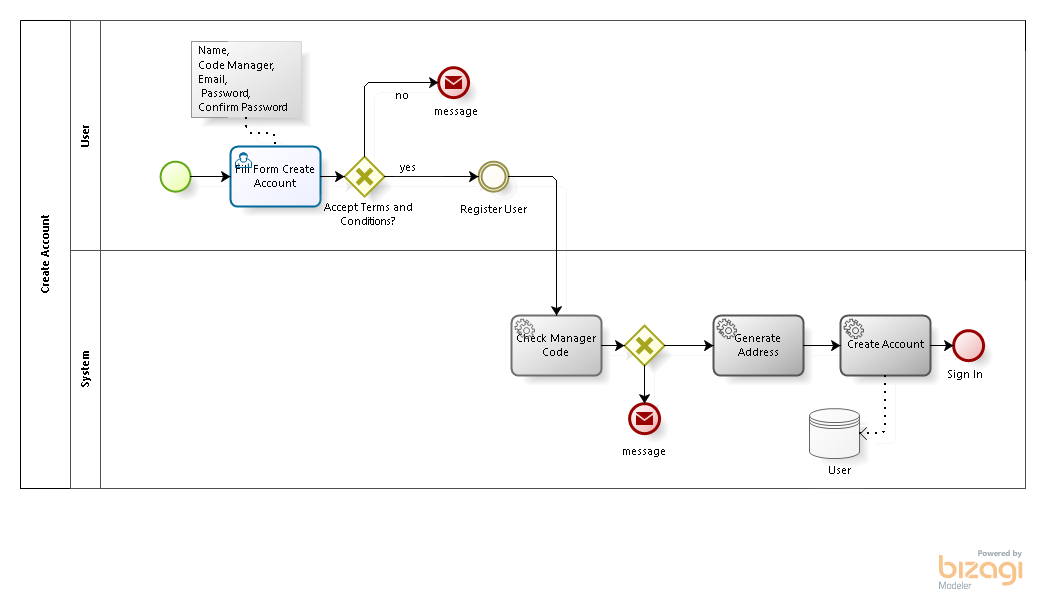 Create Account
User
System
Name,
Code Manager,
Email,
Password,
Confirm Password
no
message
Fill Form Create
Account
yes
Accept Terms and
Conditions?
Register User
Check Manager
Code
Generate
Address
Create Account
Sign In
message
User
Powered by
bizagi
Modeler